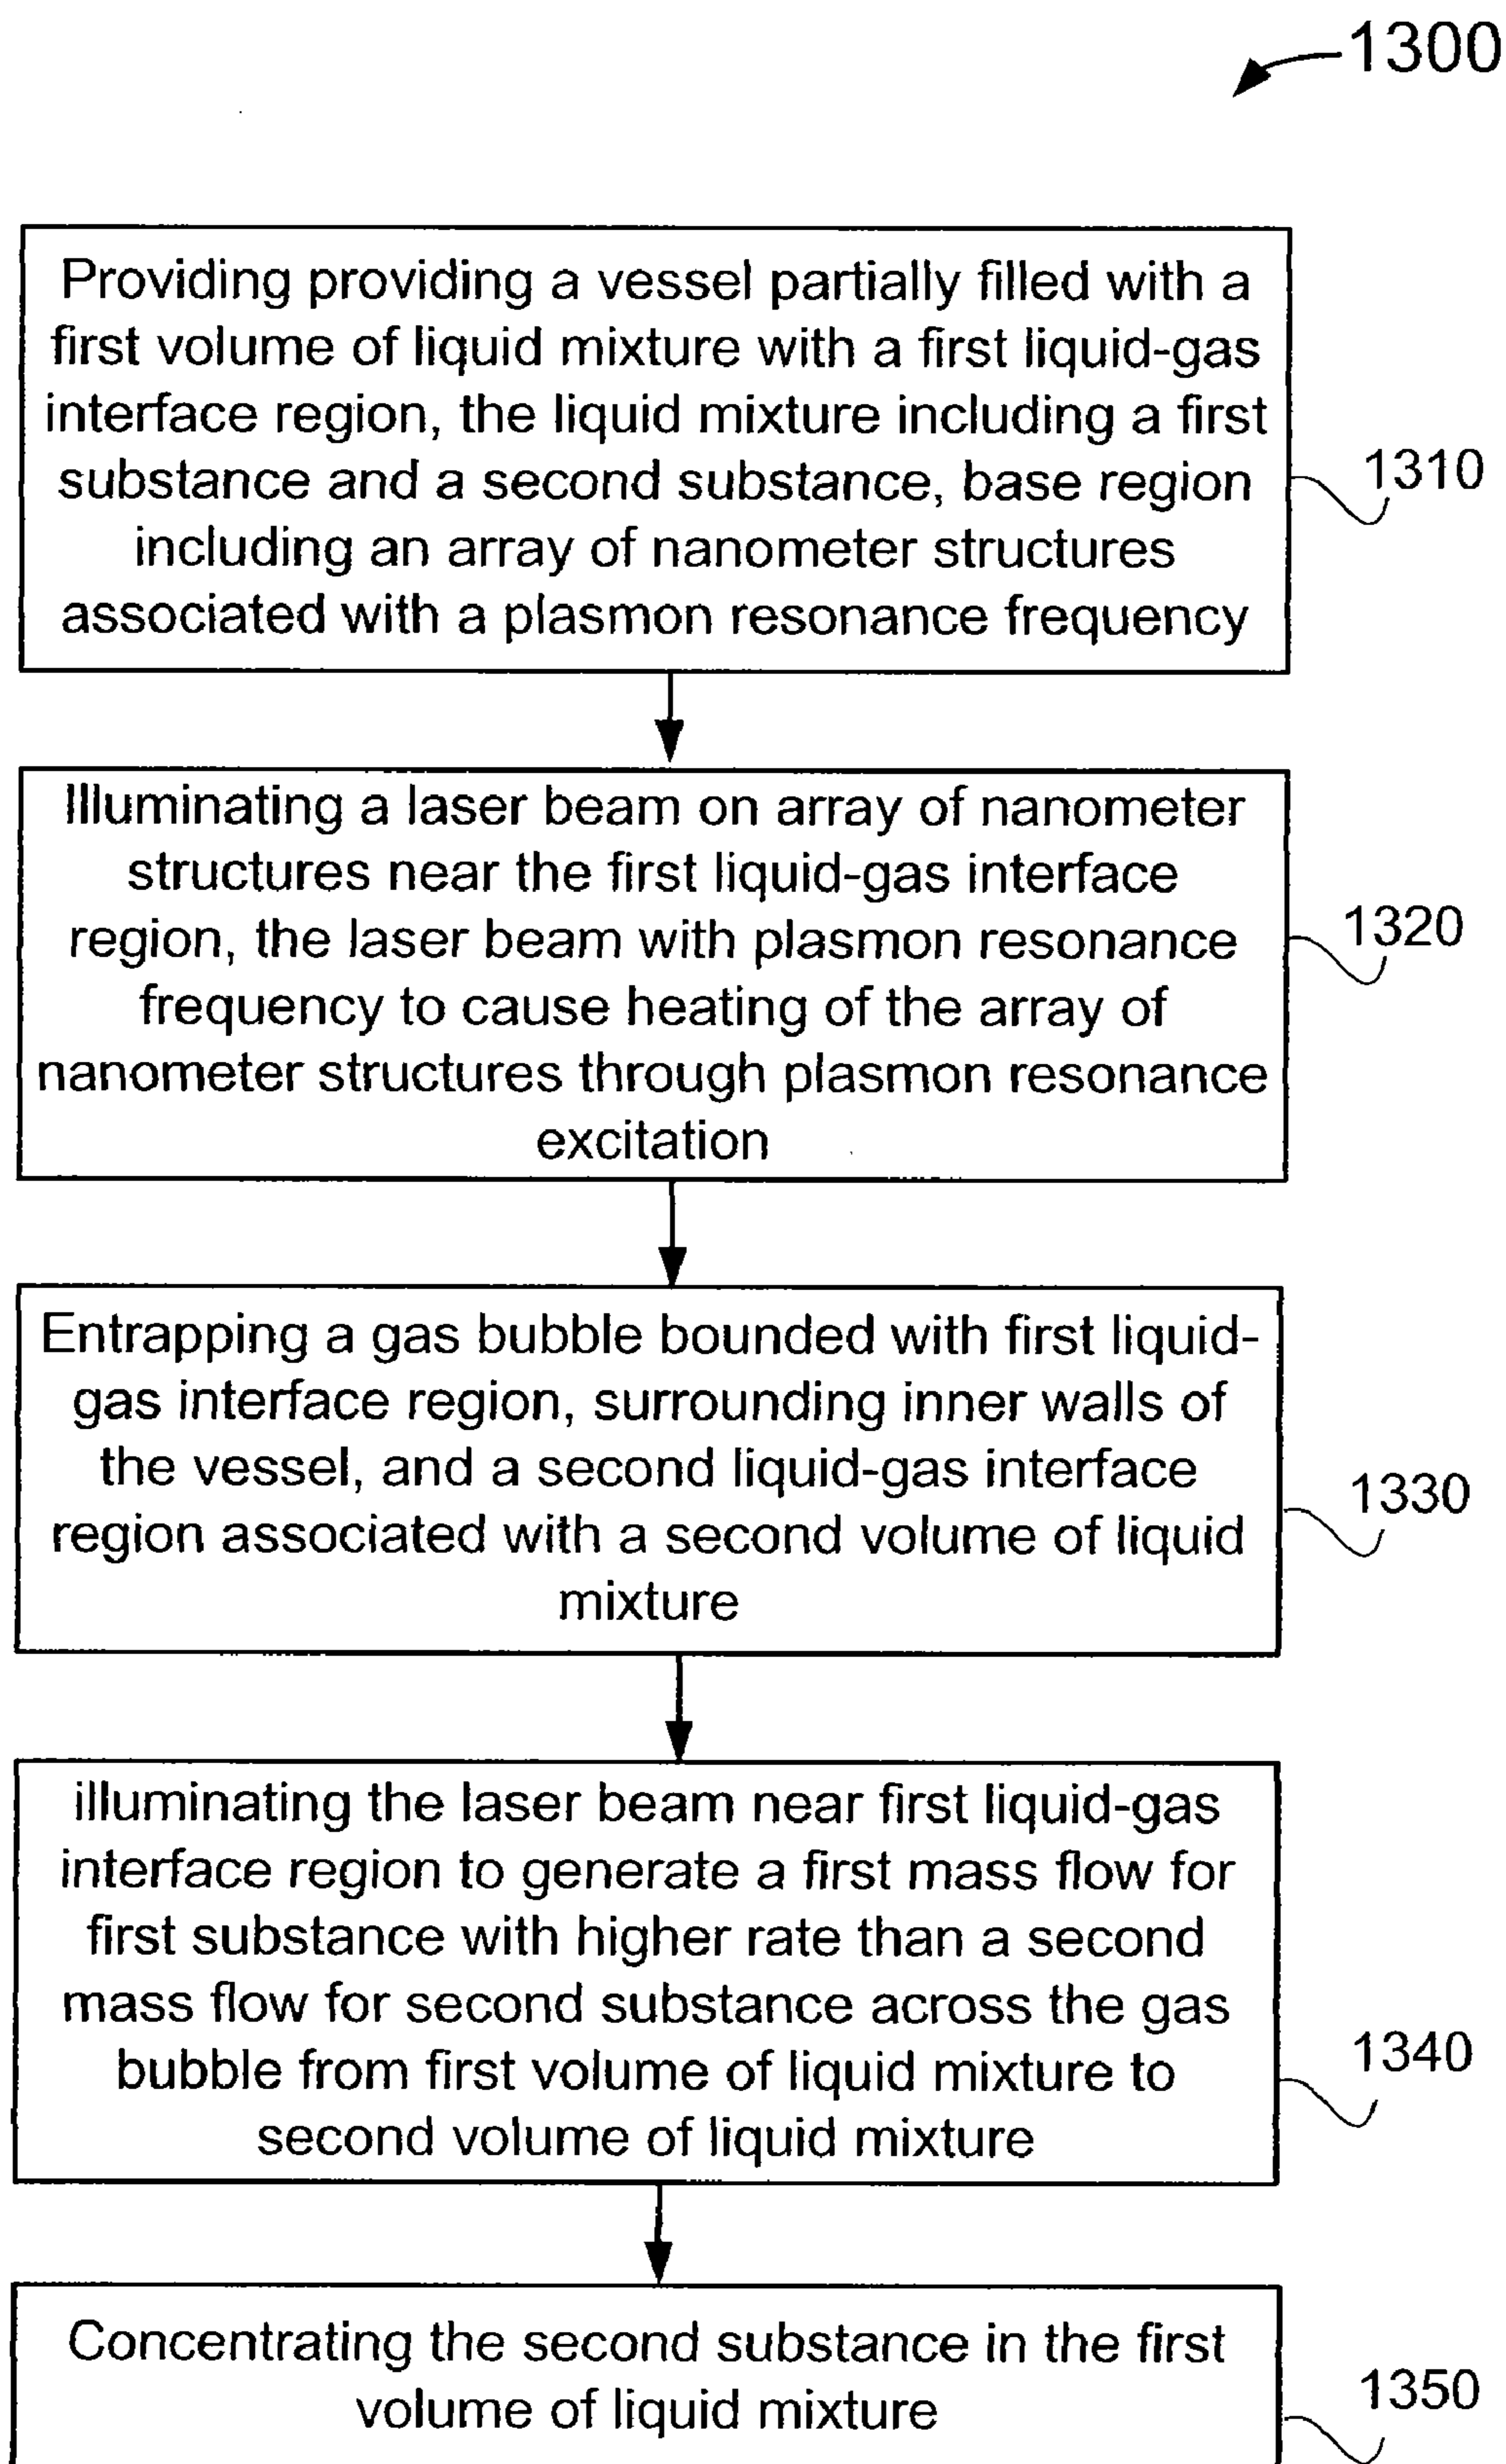 1300
Providing providing a vessel partially filled with a
first volume of liquid mixture with a first liquid-gas
interface region, the liquid mixture including a first
substance and a second substance, base region
including an array of nanometer structures
associated with a plasmon resonance frequency
1310
Illuminating a laser beam on array of nanometer
structures near the first liquid-gas interface
region, the laser beam with plasmon resonance
frequency to cause heating of the array of
nanometer structures through plasmon resonance
excitation
1320
Entrapping a gas bubble bounded with first liquid-
gas interface region, surrounding inner walls of
the vessel, and a second liquid-gas interface
region associated with a second volume of liquid
mixture
1330
illuminating the laser beam near first liquid-gas
interface region to generate a first mass flow for
first substance with higher rate than a second
mass flow for second substance across the gas
bubble from first volume of liquid mixture to
second volume of liquid mixture
1340
Concentrating the second substance in the first
volume of liquid mixture
1350